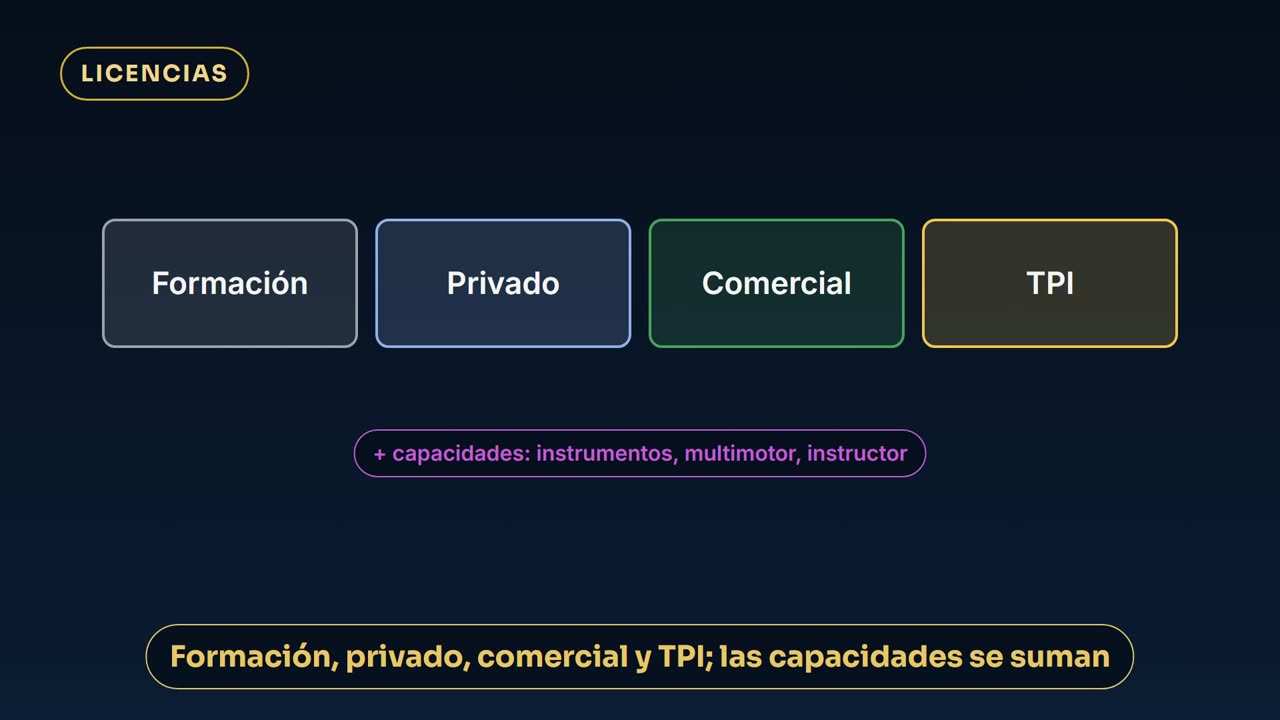 LICENCIAS
Formación
Privado
Comercial
TPI
+ capacidades: instrumentos, multimotor, instructor
Formación, privado, comercial y TPI; las capacidades se suman